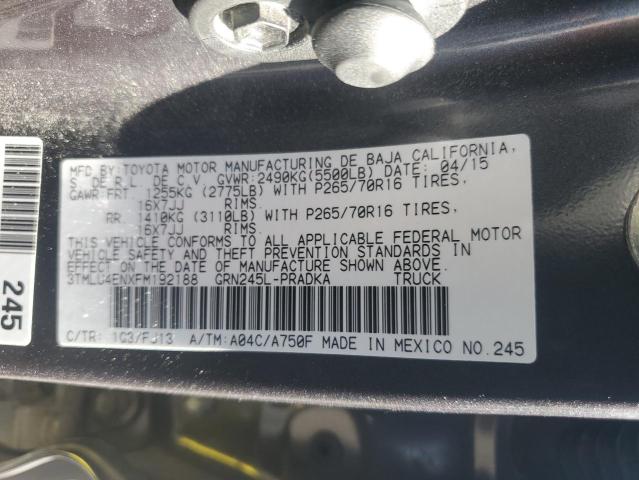 MFD BY: TOYOTA MOTOR MANUFACTURING DE BAJA CALIFORNIA,
S. DE R.L. DE C.V. GVWR: 2490KG(5500LB) DATE: 04/15
GAWR:FRT. 1255KG (2775LB) WITH P265/70R16 TIRES,
16X7JJ RIMS.
RR. 1410KG (3110LB) WITH P265/70R16 TIRES,
16X7JJ RIMS.
THIS VEHICLE CONFORMS TO ALL APPLICABLE FEDERAL MOTOR
VEHICLE SAFETY AND THEFT PREVENTION STANDARDS IN
EFFECT ON THE DATE OF MANUFACTURE SHOWN ABOVE.
3TMLU4ENXFM192188 GRN245L-PRADKA TRUCK
C/TR: 1G3/FJ13 A/TM:A04C/A750F MADE IN MEXICO NO.245
245